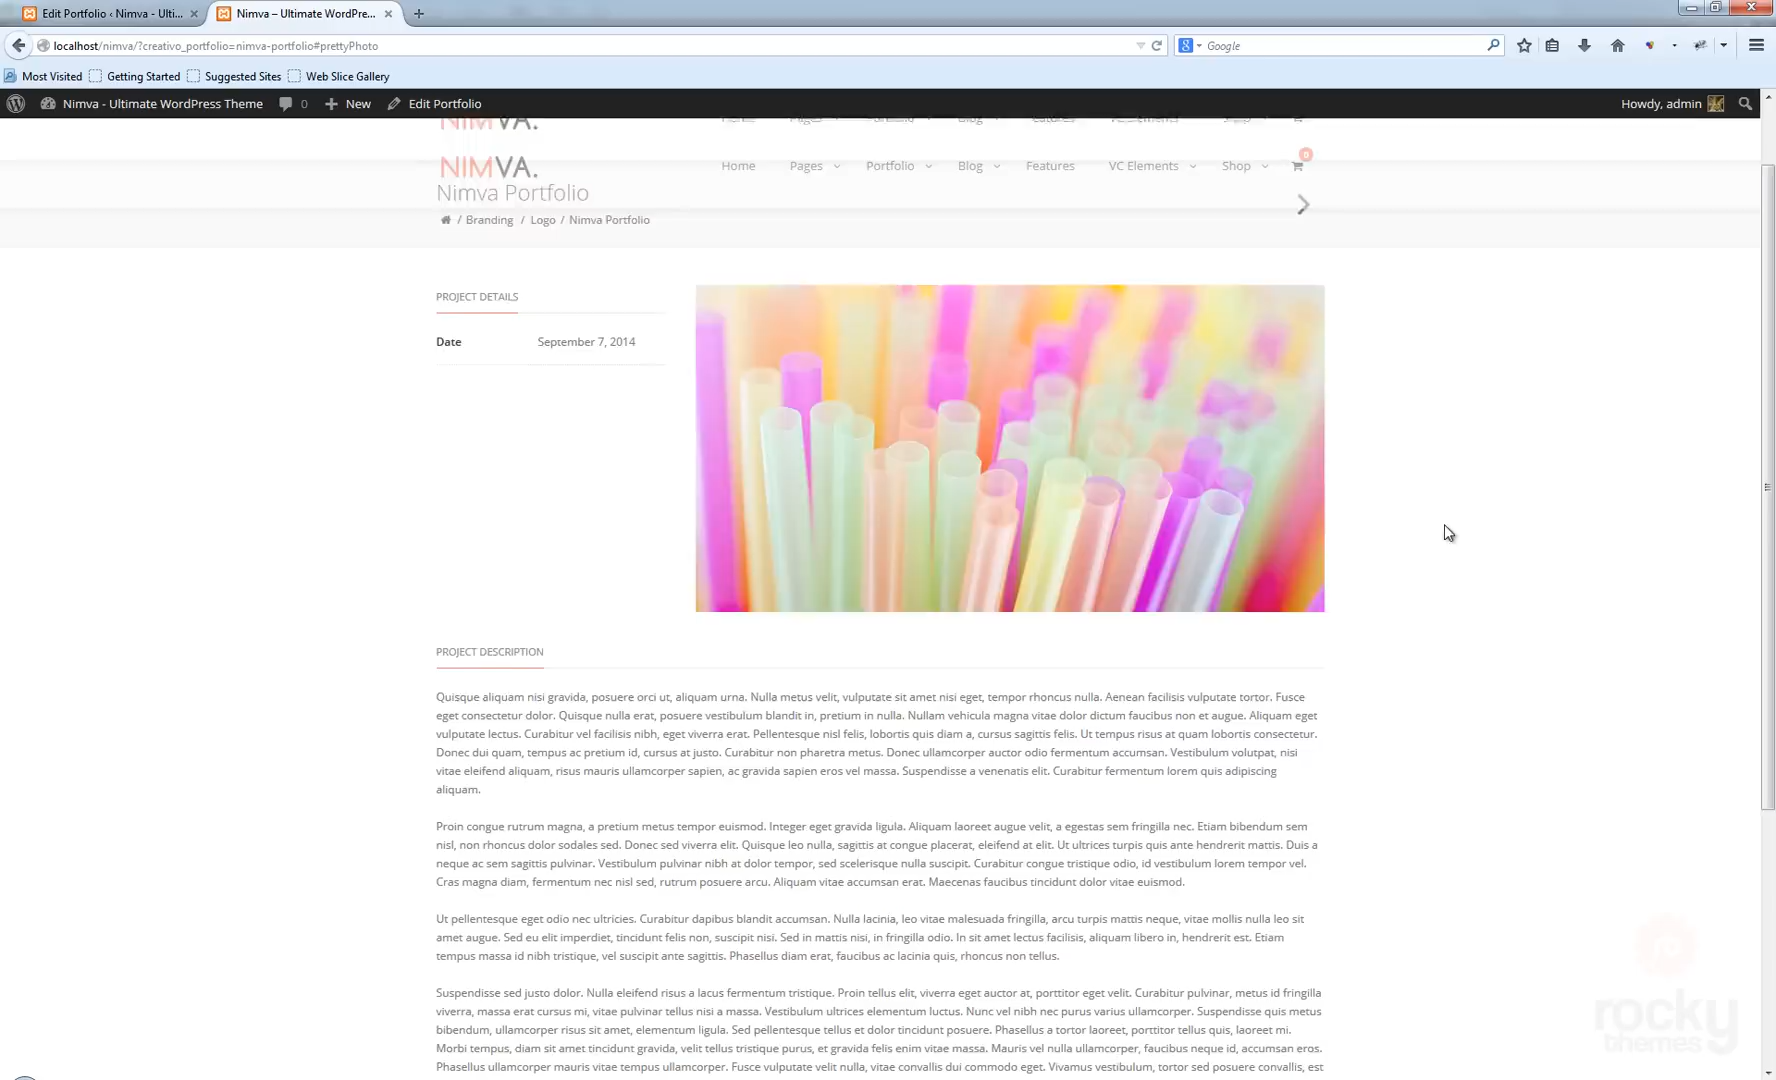 Edit Portfolio ‹ Nimva - Ulti...
Nimva – Ultimate WordPre...
localhost/nimva/?creativo_portfolio=nimva-portfolio#prettyPhoto
Google
Most Visited Getting Started Suggested Sites Web Slice Gallery
Nimva - Ultimate WordPress Theme 0 New Edit Portfolio Howdy, admin
NIMVA.
NIMVA. Home Pages Portfolio Blog Features VC Elements Shop 0
Nimva Portfolio
/ Branding / Logo / Nimva Portfolio
PROJECT DETAILS
Date September 7, 2014
PROJECT DESCRIPTION
Quisque aliquam nisi gravida, posuere orci ut, aliquam urna. Nulla metus velit, vulputate sit amet nisi eget, tempor rhoncus nulla. Aenean facilisis vulputate tortor. Fusce
eget consectetur dolor. Quisque nulla erat, posuere vestibulum blandit in, pretium in nulla. Nullam vehicula magna vitae dolor dictum faucibus non et augue. Aliquam eget
vulputate lectus. Curabitur vel facilisis nibh, eget viverra erat. Pellentesque nisl felis, lobortis quis diam a, cursus sagittis felis. Ut tempus risus at quam lobortis consectetur.
Donec dui quam, tempus ac pretium id, cursus at justo. Curabitur non pharetra metus. Donec ullamcorper auctor odio fermentum accumsan. Vestibulum volutpat, nisi
vitae eleifend aliquam, risus mauris ullamcorper sapien, ac gravida sapien eros vel massa. Suspendisse a venenatis elit. Curabitur fermentum lorem quis adipiscing
aliquam.
Proin congue rutrum magna, a pretium metus tempor euismod. Integer eget gravida ligula. Aliquam laoreet augue velit, a egestas sem fringilla nec. Etiam bibendum sem
nisl, non rhoncus dolor sodales sed. Donec sed viverra elit. Quisque leo nulla, sagittis at congue placerat, eleifend at elit. Ut ultrices turpis quis ante hendrerit mattis. Duis a
neque ac sem sagittis pulvinar. Vestibulum pulvinar nibh at dolor tempor, sed scelerisque nulla suscipit. Curabitur congue tristique odio, id vestibulum lorem tempor vel.
Cras magna diam, fermentum nec nisl sed, rutrum posuere arcu. Aliquam vitae accumsan erat. Maecenas faucibus tincidunt dolor vitae euismod.
Ut pellentesque eget odio nec ultricies. Curabitur dapibus blandit accumsan. Nulla lacinia, leo vitae malesuada fringilla, arcu turpis mattis neque, vitae mollis nulla leo sit
amet augue. Sed eu elit imperdiet, tincidunt felis non, suscipit nisi. Sed in mattis nisi, in fringilla odio. In sit amet lectus facilisis, aliquam libero in, hendrerit est. Etiam
tempus massa id nibh tristique, vel suscipit ante sagittis. Phasellus diam erat, faucibus ac lacinia quis, rhoncus non tellus.
Suspendisse sed justo dolor. Nulla eleifend risus a lacus fermentum tristique. Proin tellus elit, viverra eget auctor at, porttitor eget velit. Curabitur pulvinar, metus id fringilla
viverra, massa erat cursus mi, vitae pulvinar tellus nisi a massa. Vestibulum ultrices elementum luctus. Nunc vel nibh nec purus varius ullamcorper. Suspendisse quis metus
bibendum, ullamcorper risus sit amet, elementum ligula. Sed pellentesque tellus et dolor tincidunt posuere. Phasellus a tortor laoreet, porttitor tellus quis, laoreet mi.
Morbi tempus, diam sit amet tincidunt gravida, velit tellus tristique purus, et gravida felis enim vitae massa. Mauris vel nulla ullamcorper, faucibus neque id, accumsan eros.
Phasellus ullamcorper mauris vitae tempus ullamcorper. Fusce vulputate velit nulla, vitae convallis dui commodo eget. Vivamus vestibulum, tortor sed posuere convallis, est
rocky
themes